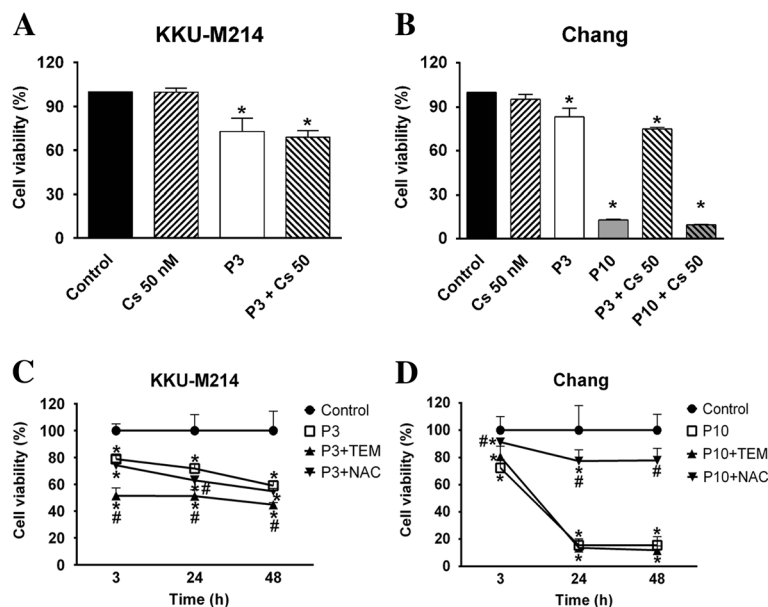 A
KKU-M214
Cell viability (%)
120
90
60
30
0
*
*
Control
Cs 50 nM
P3
P3 + Cs 50
B
Chang
Cell viability (%)
120
90
60
30
0
*
*
*
*
Control
Cs 50 nM
P3
P10
P3 + Cs 50
P10 + Cs 50
C
KKU-M214
Cell viability (%)
120
100
80
60
40
20
0
* * *
* *# *
* * *
# # #
3 24 48
Time (h)
Control
P3
P3+TEM
P3+NAC
D
Chang
Cell viability (%)
120
100
80
60
40
20
0
#*
*
*
* #
#
* *
* *
3 24 48
Time (h)
Control
P10
P10+TEM
P10+NAC